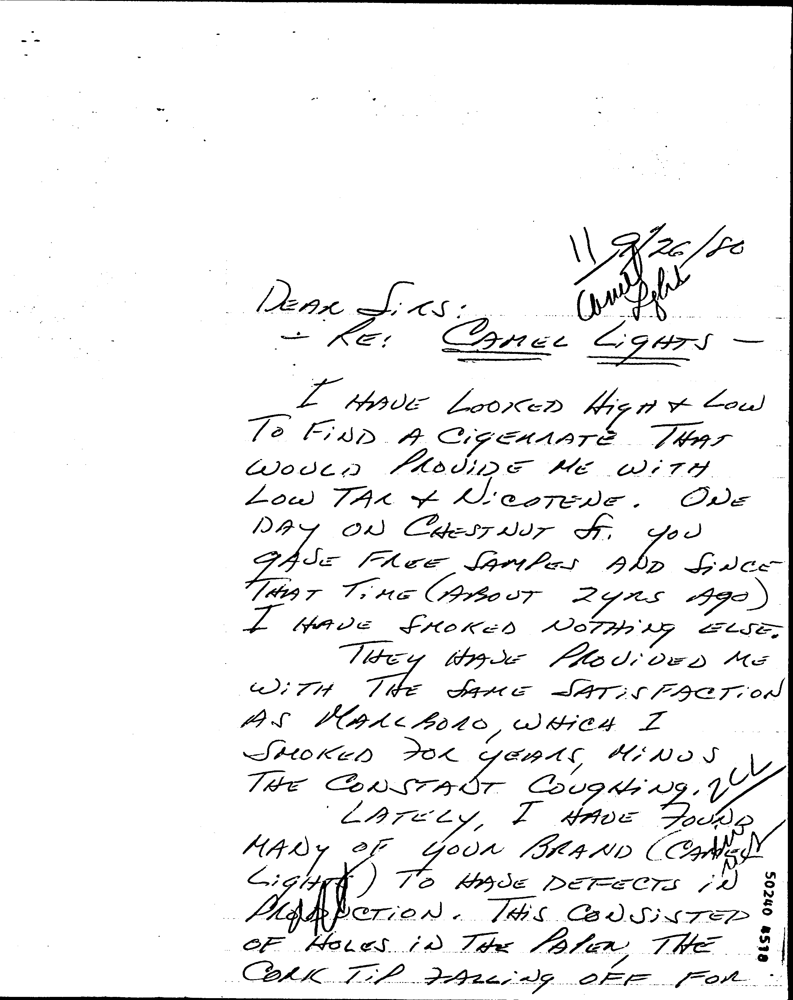 11 9/26/80
Camel
Light
DEAR SIRS:
- RE: CAMEL LIGHTS -
I HAVE LOOKED HIGH & LOW
TO FIND A CIGERRATE THAT
WOULD PROVIDE ME WITH
LOW TAR & NICOTENE. ONE
DAY ON CHESTNUT ST. YOU
GAVE FREE SAMPES AND SINCE
THAT TIME (ABOUT 2 YRS AGO)
I HAVE SMOKED NOTHING ELSE.
THEY HAVE PROVIDED ME
WITH THE SAME SATISFACTION
AS MARLBORO, WHICH I
SMOKED FOR YEARS, MINUS
THE CONSTANT COUGHING.
LATELY, I HAVE FOUND
MANY OF YOUR BRAND (CAMEL
LIGHTS) TO HAVE DEFECTS IN
PRODUCTION. THIS CONSISTED
OF HOLES IN THE PAPER, THE
CORK TIP FALLING OFF FOR
50240 8518